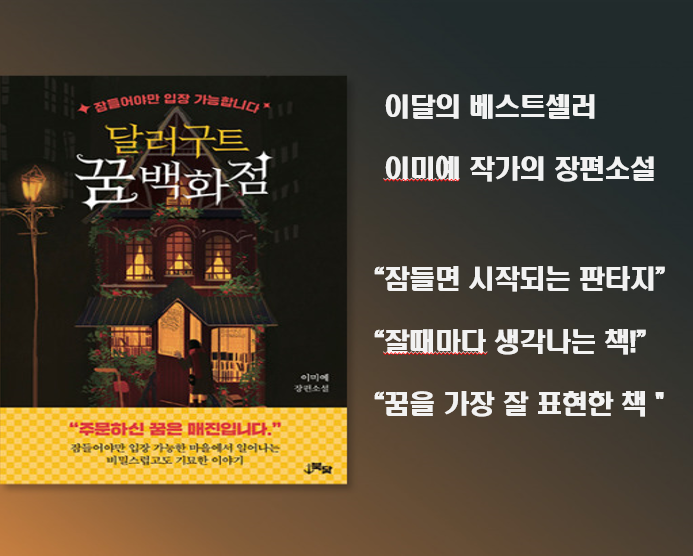 잠들어야만 입장 가능합니다
달러구트
꿈백화점
이미예
장편소설
“주문하신 꿈은 매진입니다.”
잠들어야만 입장 가능한 마을에서 일어나는
비밀스럽고도 기묘한 이야기
북닻
이달의 베스트셀러
이미예 작가의 장편소설
“잠들면 시작되는 판타지”
“잘때마다 생각나는 책!”
“꿈을 가장 잘 표현한 책 "